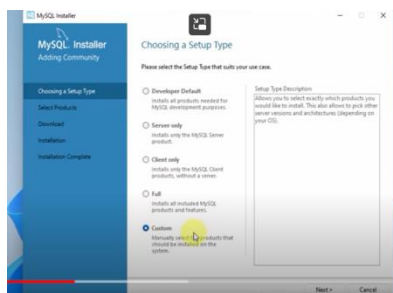 MySQL Installer
MySQL. Installer
Adding Community
Choosing a Setup Type
Select Products
Download
Installation
Installation Complete
Choosing a Setup Type
Please select the Setup Type that suits your use case.
Developer Default
Installs all products needed for
MySQL development purposes.
Server only
Installs only the MySQL Server
product.
Client only
Installs only the MySQL Client
products, without a server.
Full
Installs all included MySQL
products and features.
Custom
Manually select the products that
should be installed on the
system.
Setup Type Description
Allows you to select exactly which products you
would like to install. This also allows to pick other
server versions and architectures (depending on
your OS).
Next >
Cancel